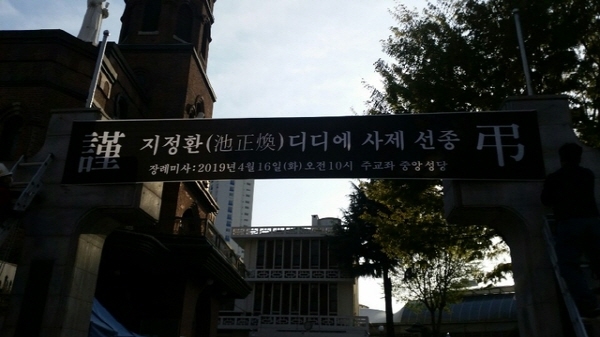 謹 지정환(池正煥)디디에 사제 선종 弔
장례미사:2019년4월16일(화)오전10시 주교좌 중앙성당